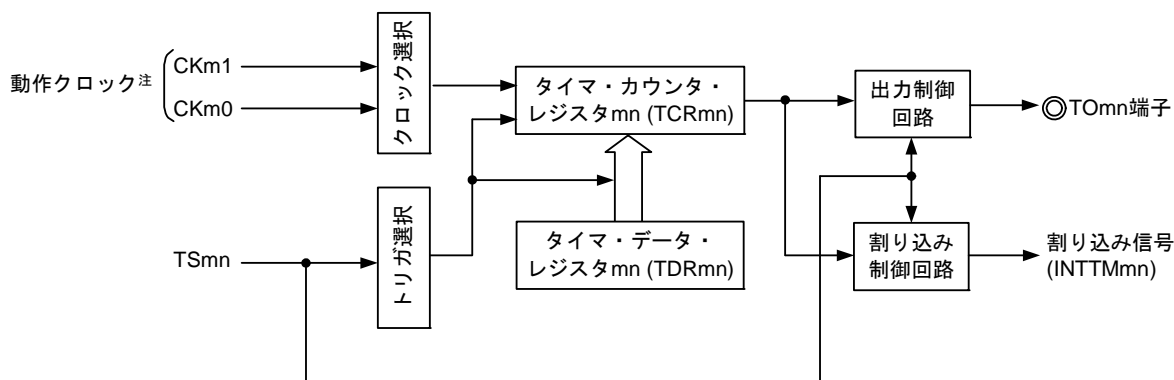 動作クロック注
CKm1
CKm0
クロック選択
タイマ・カウンタ・
レジスタmn (TCRmn)
出力制御
回路
TOmn端子
TSmn
トリガ選択
タイマ・データ・
レジスタmn (TDRmn)
割り込み
制御回路
割り込み信号
(INTTMmn)